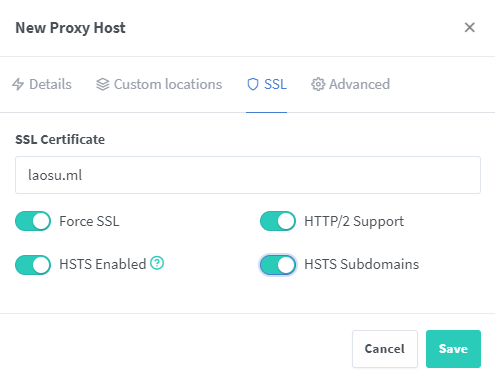 New Proxy Host
Details Custom locations SSL Advanced
SSL Certificate
laosu.ml
Force SSL HTTP/2 Support
HSTS Enabled HSTS Subdomains
Cancel Save